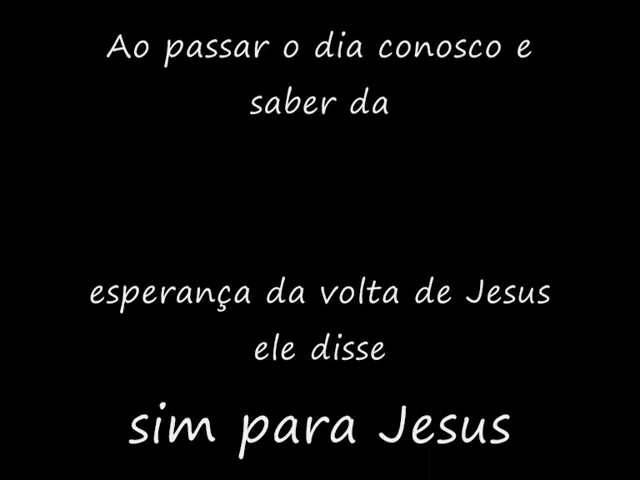 Ao passar o dia conosco e
saber da
esperança da volta de Jesus
ele disse
sim para Jesus